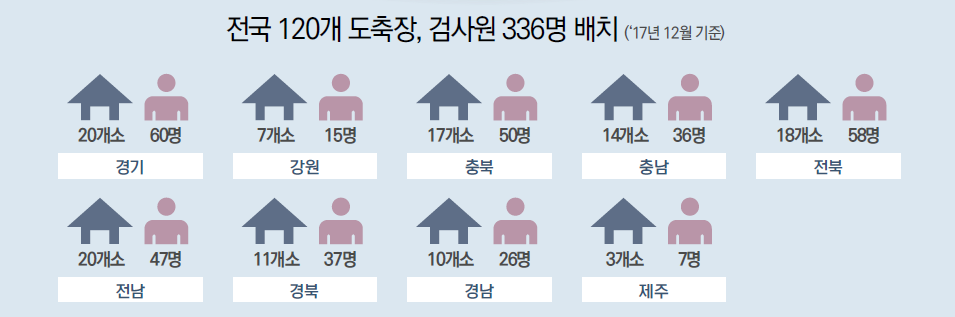 전국 120개 도축장, 검사원 336명 배치 (‘17년 12월 기준)
20개소 60명 7개소 15명 17개소 50명 14개소 36명 18개소 58명
경기 강원 충북 충남 전북
20개소 47명 11개소 37명 10개소 26명 3개소 7명
전남 경북 경남 제주